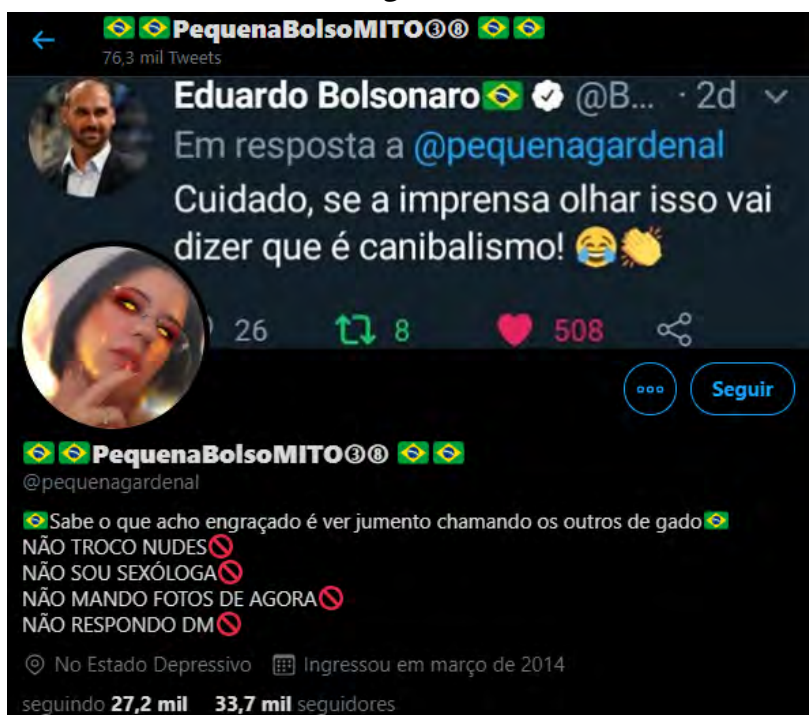 🇧🇷 🇧🇷 PequenaBolsoMITO③⑧ 🇧🇷 🇧🇷
76,3 mil Tweets
Eduardo Bolsonaro🇧🇷 @B... · 2d
Em resposta a @pequenagardenal
Cuidado, se a imprensa olhar isso vai
dizer que é canibalismo! 😂👏
26 8 508
Seguir
🇧🇷 🇧🇷 PequenaBolsoMITO③⑧ 🇧🇷 🇧🇷
@pequenagardenal
🇧🇷Sabe o que acho engraçado é ver jumento chamando os outros de gado🇧🇷
NÃO TROCO NUDES🚫
NÃO SOU SEXÓLOGA🚫
NÃO MANDO FOTOS DE AGORA🚫
NÃO RESPONDO DM🚫
No Estado Depressivo Ingressou em março de 2014
seguindo 27,2 mil 33,7 mil seguidores